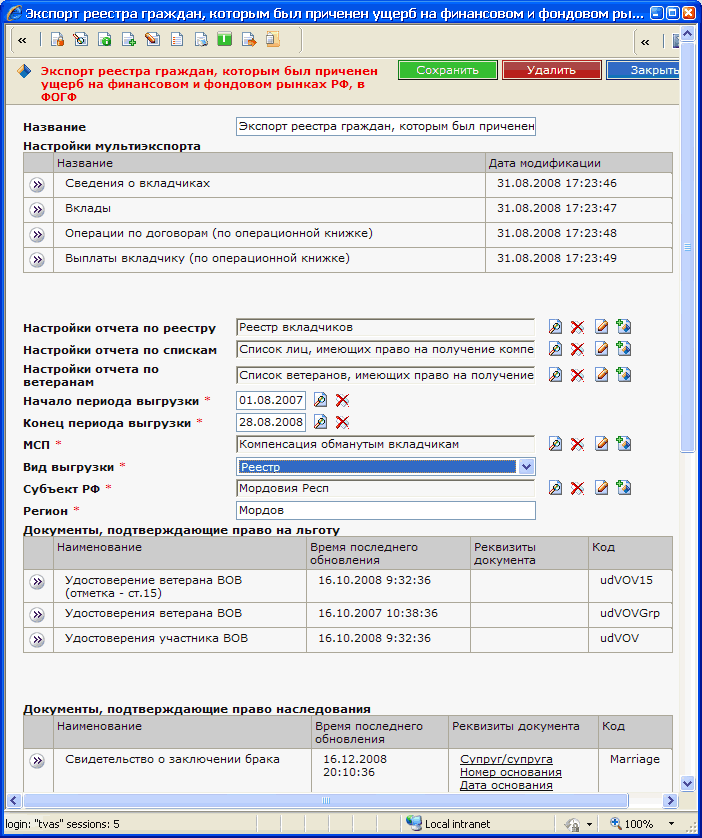 Экспорт реестра граждан, которым был приченен ущерб на финансовом и фондовом ры...
Экспорт реестра граждан, которым был приченен
ущерб на финансовом и фондовом рынках РФ, в
ФОГФ
Сохранить
Удалить
Закрыть
Название
Экспорт реестра граждан, которым был приченен
Настройки мультиэкспорта
Название Дата модификации
Сведения о вкладчиках 31.08.2008 17:23:46
Вклады 31.08.2008 17:23:47
Операции по договорам (по операционной книжке) 31.08.2008 17:23:48
Выплаты вкладчику (по операционной книжке) 31.08.2008 17:23:49
Настройки отчета по реестру Реестр вкладчиков
Настройки отчета по спискам Список лиц, имеющих право на получение компе
Настройки отчета по
ветеранам
Список ветеранов, имеющих право на получение
Начало периода выгрузки * 01.08.2007
Конец периода выгрузки * 28.08.2008
МСП * Компенсация обманутым вкладчикам
Вид выгрузки * Реестр
Субъект РФ * Мордовия Респ
Регион * Мордов
Документы, подтверждающие право на льготу
Наименование Время последнего
обновления
Реквизиты
документа
Код
Удостоверение ветерана ВОВ
(отметка - ст.15)
16.10.2008 9:32:36 udVOV15
Удостоверения ветерана ВОВ 16.10.2007 10:38:36 udVOVGrp
Удостоверения участника ВОВ 16.10.2008 9:32:36 udVOV
Документы, подтверждающие право наследования
Наименование Время последнего
обновления
Реквизиты документа Код
Свидетельство о заключении брака 16.12.2008
20:10:36
Супруг/супруга
Номер основания
Дата основания
Marriage
login: "tvas" sessions: 5 Local intranet 100%